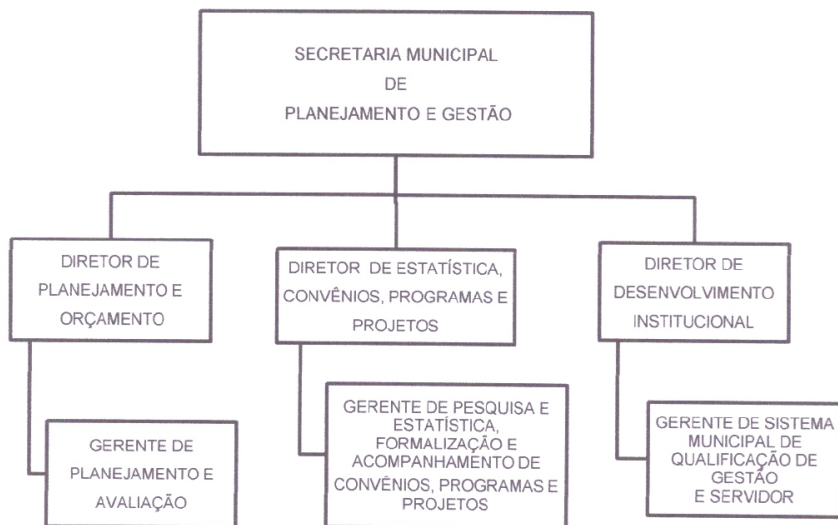 SECRETARIA MUNICIPAL
DE
PLANEJAMENTO E GESTÃO
DIRETOR DE
PLANEJAMENTO E
ORÇAMENTO
DIRETOR DE ESTATÍSTICA,
CONVÊNIOS, PROGRAMAS E
PROJETOS
DIRETOR DE
DESENVOLVIMENTO
INSTITUCIONAL
GERENTE DE
PLANEJAMENTO E
AVALIAÇÃO
GERENTE DE PESQUISA E
ESTATÍSTICA,
FORMALIZAÇÃO E
ACOMPANHAMENTO DE
CONVÊNIOS, PROGRAMAS E
PROJETOS
GERENTE DE SISTEMA
MUNICIPAL DE
QUALIFICAÇÃO DE
GESTÃO
E SERVIDOR